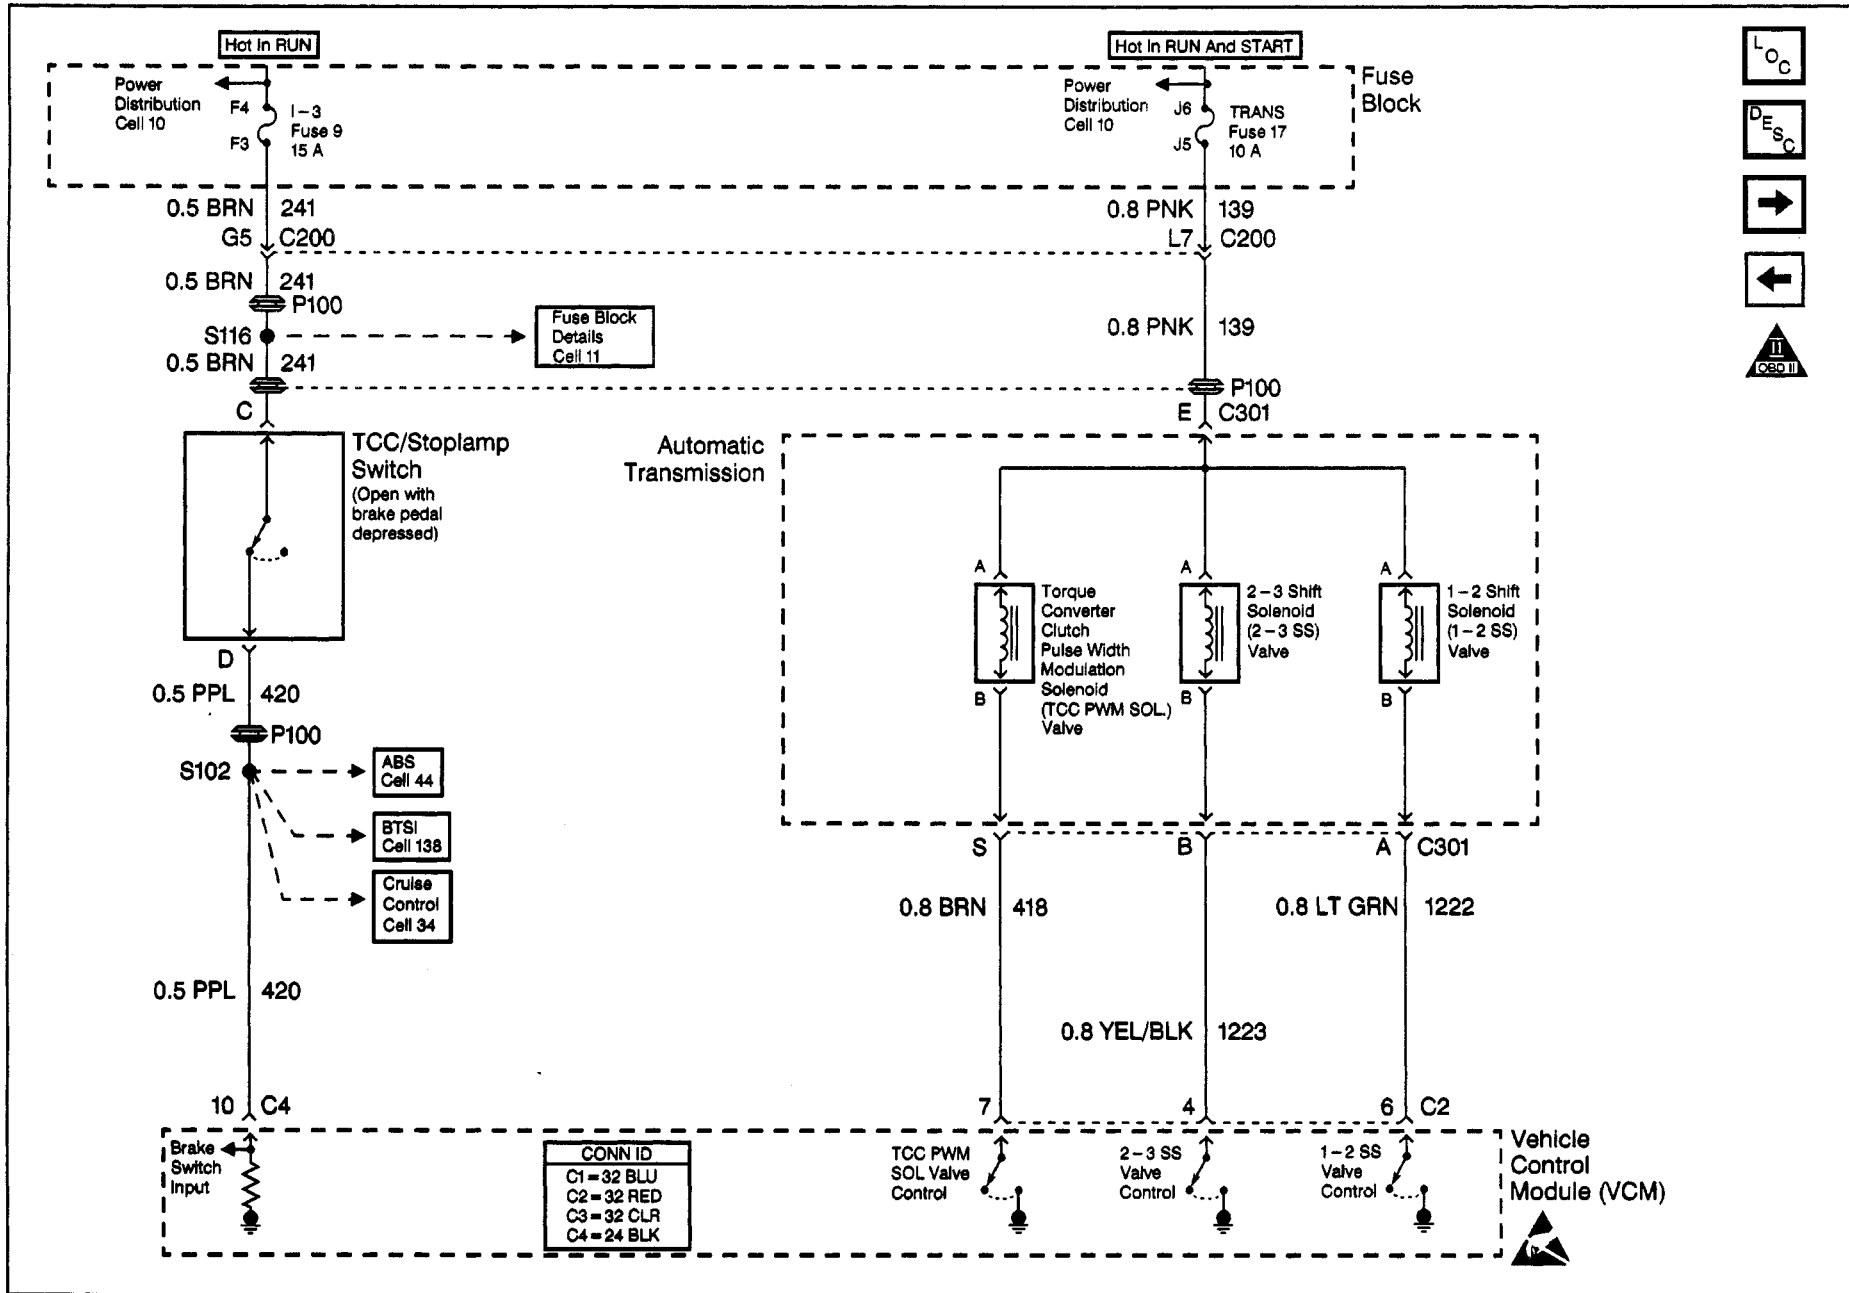 Hot In RUN
Hot In RUN And START
Power
Distribution
Cell 10
F4
F3
I-3
Fuse 9
15 A
Power
Distribution
Cell 10
J6
J5
TRANS
Fuse 17
10 A
Fuse
Block
LOC
DESC
0.5 BRN 241
G5 C200
0.8 PNK 139
L7 C200
0.5 BRN 241
P100
S116
Fuse Block
Details
Cell 11
0.5 BRN 241
0.8 PNK 139
II
OBD II
P100
C
E C301
TCC/Stoplamp
Switch
(Open with
brake pedal
depressed)
Automatic
Transmission
A
A
A
Torque
Converter
Clutch
Pulse Width
Modulation
Solenoid
(TCC PWM SOL.)
Valve
2-3 Shift
Solenoid
(2-3 SS)
Valve
1-2 Shift
Solenoid
(1-2 SS)
Valve
B
B
B
D
0.5 PPL 420
P100
S102
ABS
Cell 44
BTSI
Cell 138
Cruise
Control
Cell 34
S
B
A C301
0.8 BRN 418
0.8 LT GRN 1222
0.5 PPL 420
0.8 YEL/BLK 1223
10 C4
7
4
6 C2
Brake
Switch
Input
CONN ID
C1=32 BLU
C2=32 RED
C3=32 CLR
C4=24 BLK
TCC PWM
SOL Valve
Control
2-3 SS
Valve
Control
1-2 SS
Valve
Control
Vehicle
Control
Module (VCM)